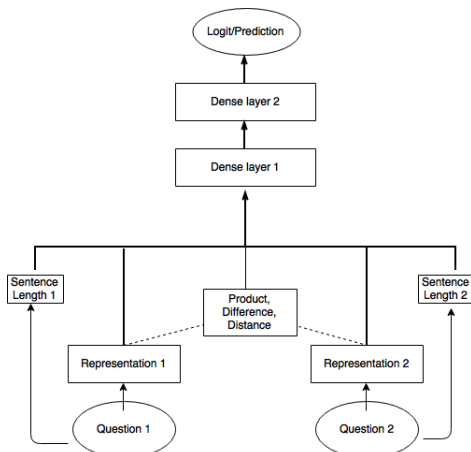 Logit/Prediction
Dense layer 2
Dense layer 1
Sentence
Length 1
Product,
Difference,
Distance
Sentence
Length 2
Representation 1
Representation 2
Question 1
Question 2